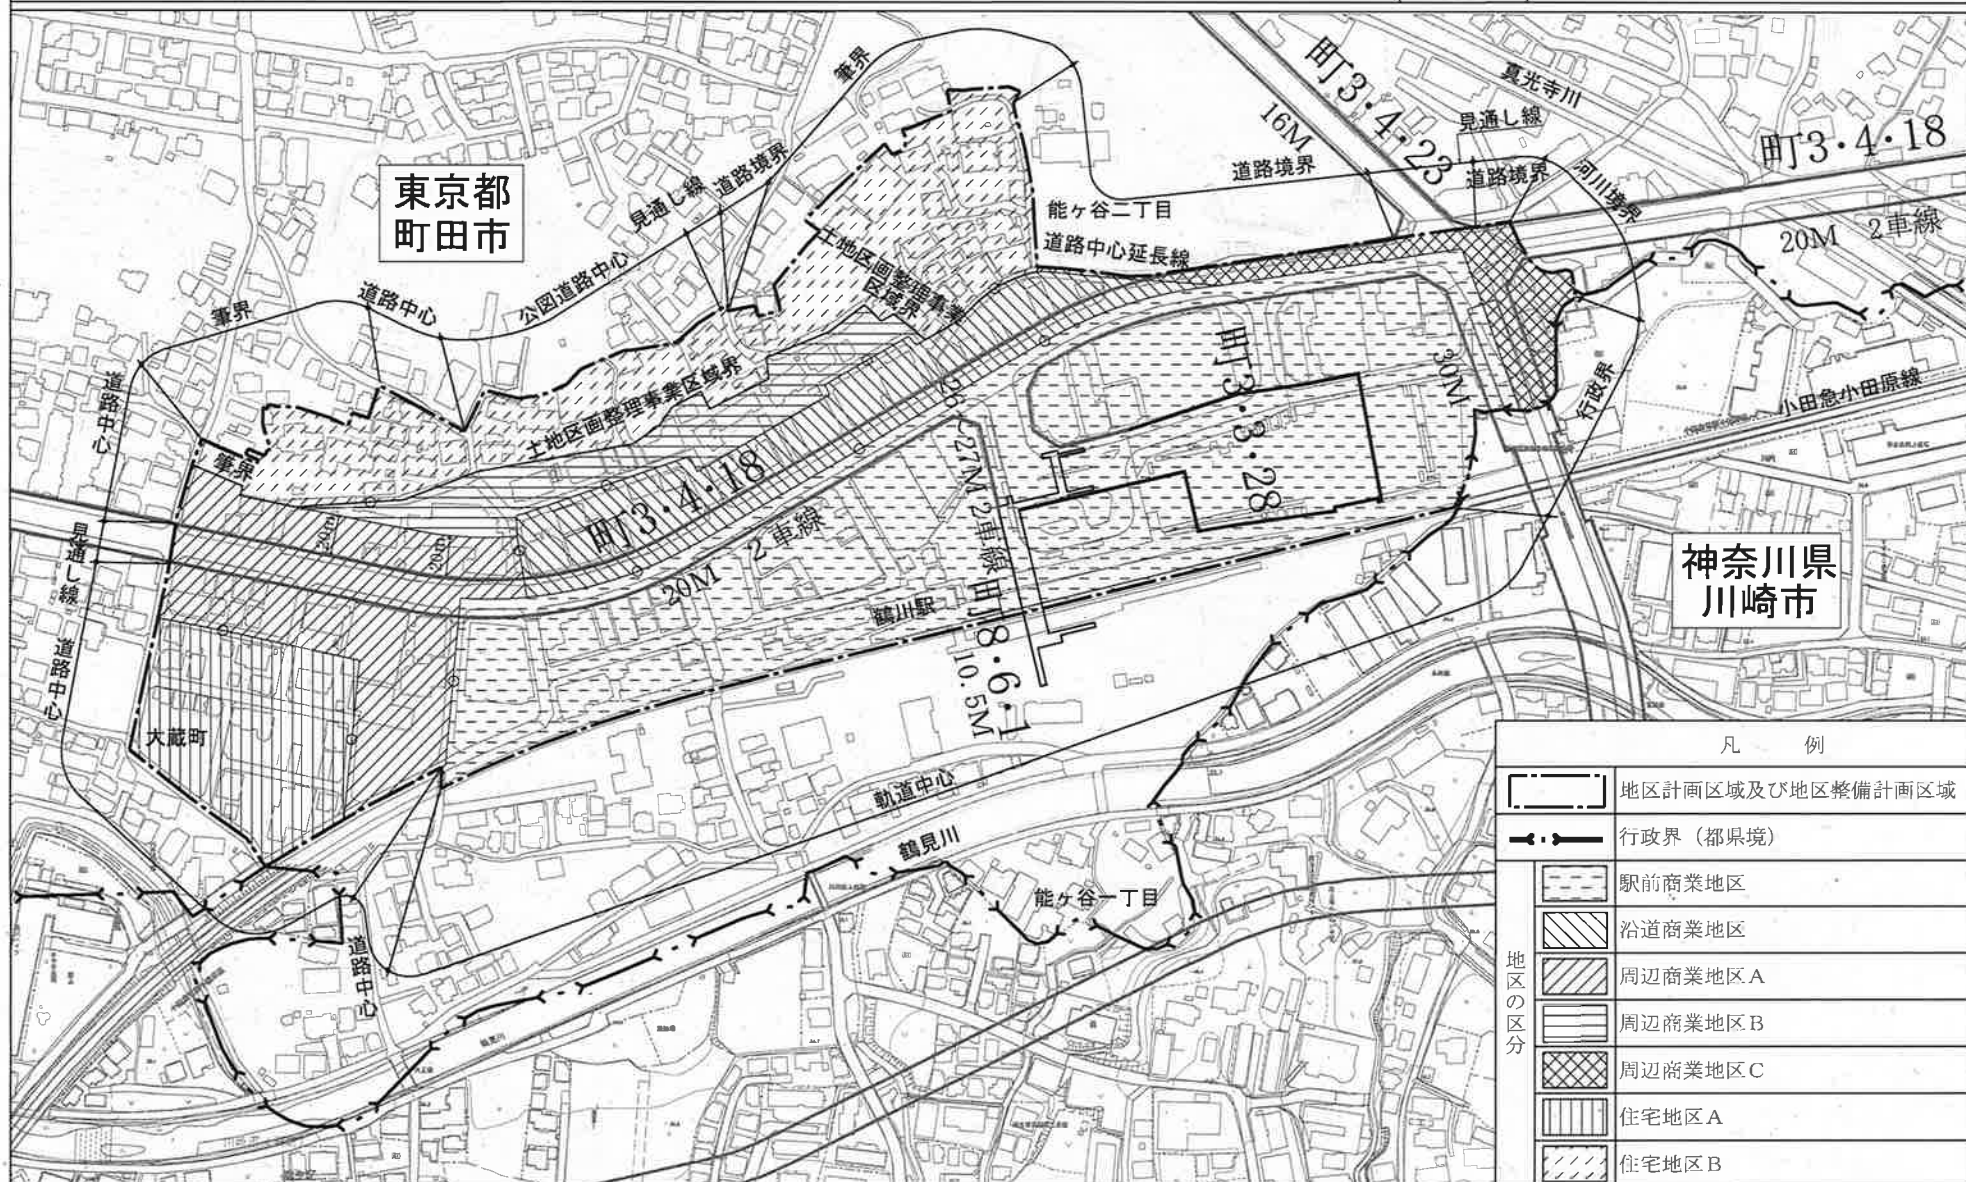 筆界
町3・4・23
真光寺川
16M
見通し線
町3・4・18
東京都
町田市
見通し線
道路境界
道路境界
道路境界
河川境界
能ヶ谷二丁目
道路中心延長線
20M 2車線
土地区画整理事業
区域界
公図道路中心
道路中心
筆界
道路中心
土地区画整理事業区域界
筆界
町3・3・28
30M
行政界
小田急小田原線
26~27M 2車線
町3・4・18
20M 2車線
20m
20m
見通し線
道路中心
鶴川駅
町8・6・1
10.5M
神奈川県
川崎市
大蔵町
軌道中心
鶴見川
能ヶ谷一丁目
道路中心
凡例
地区計画区域及び地区整備計画区域
行政界（都県境）
地区の区分
駅前商業地区
沿道商業地区
周辺商業地区A
周辺商業地区B
周辺商業地区C
住宅地区A
住宅地区B